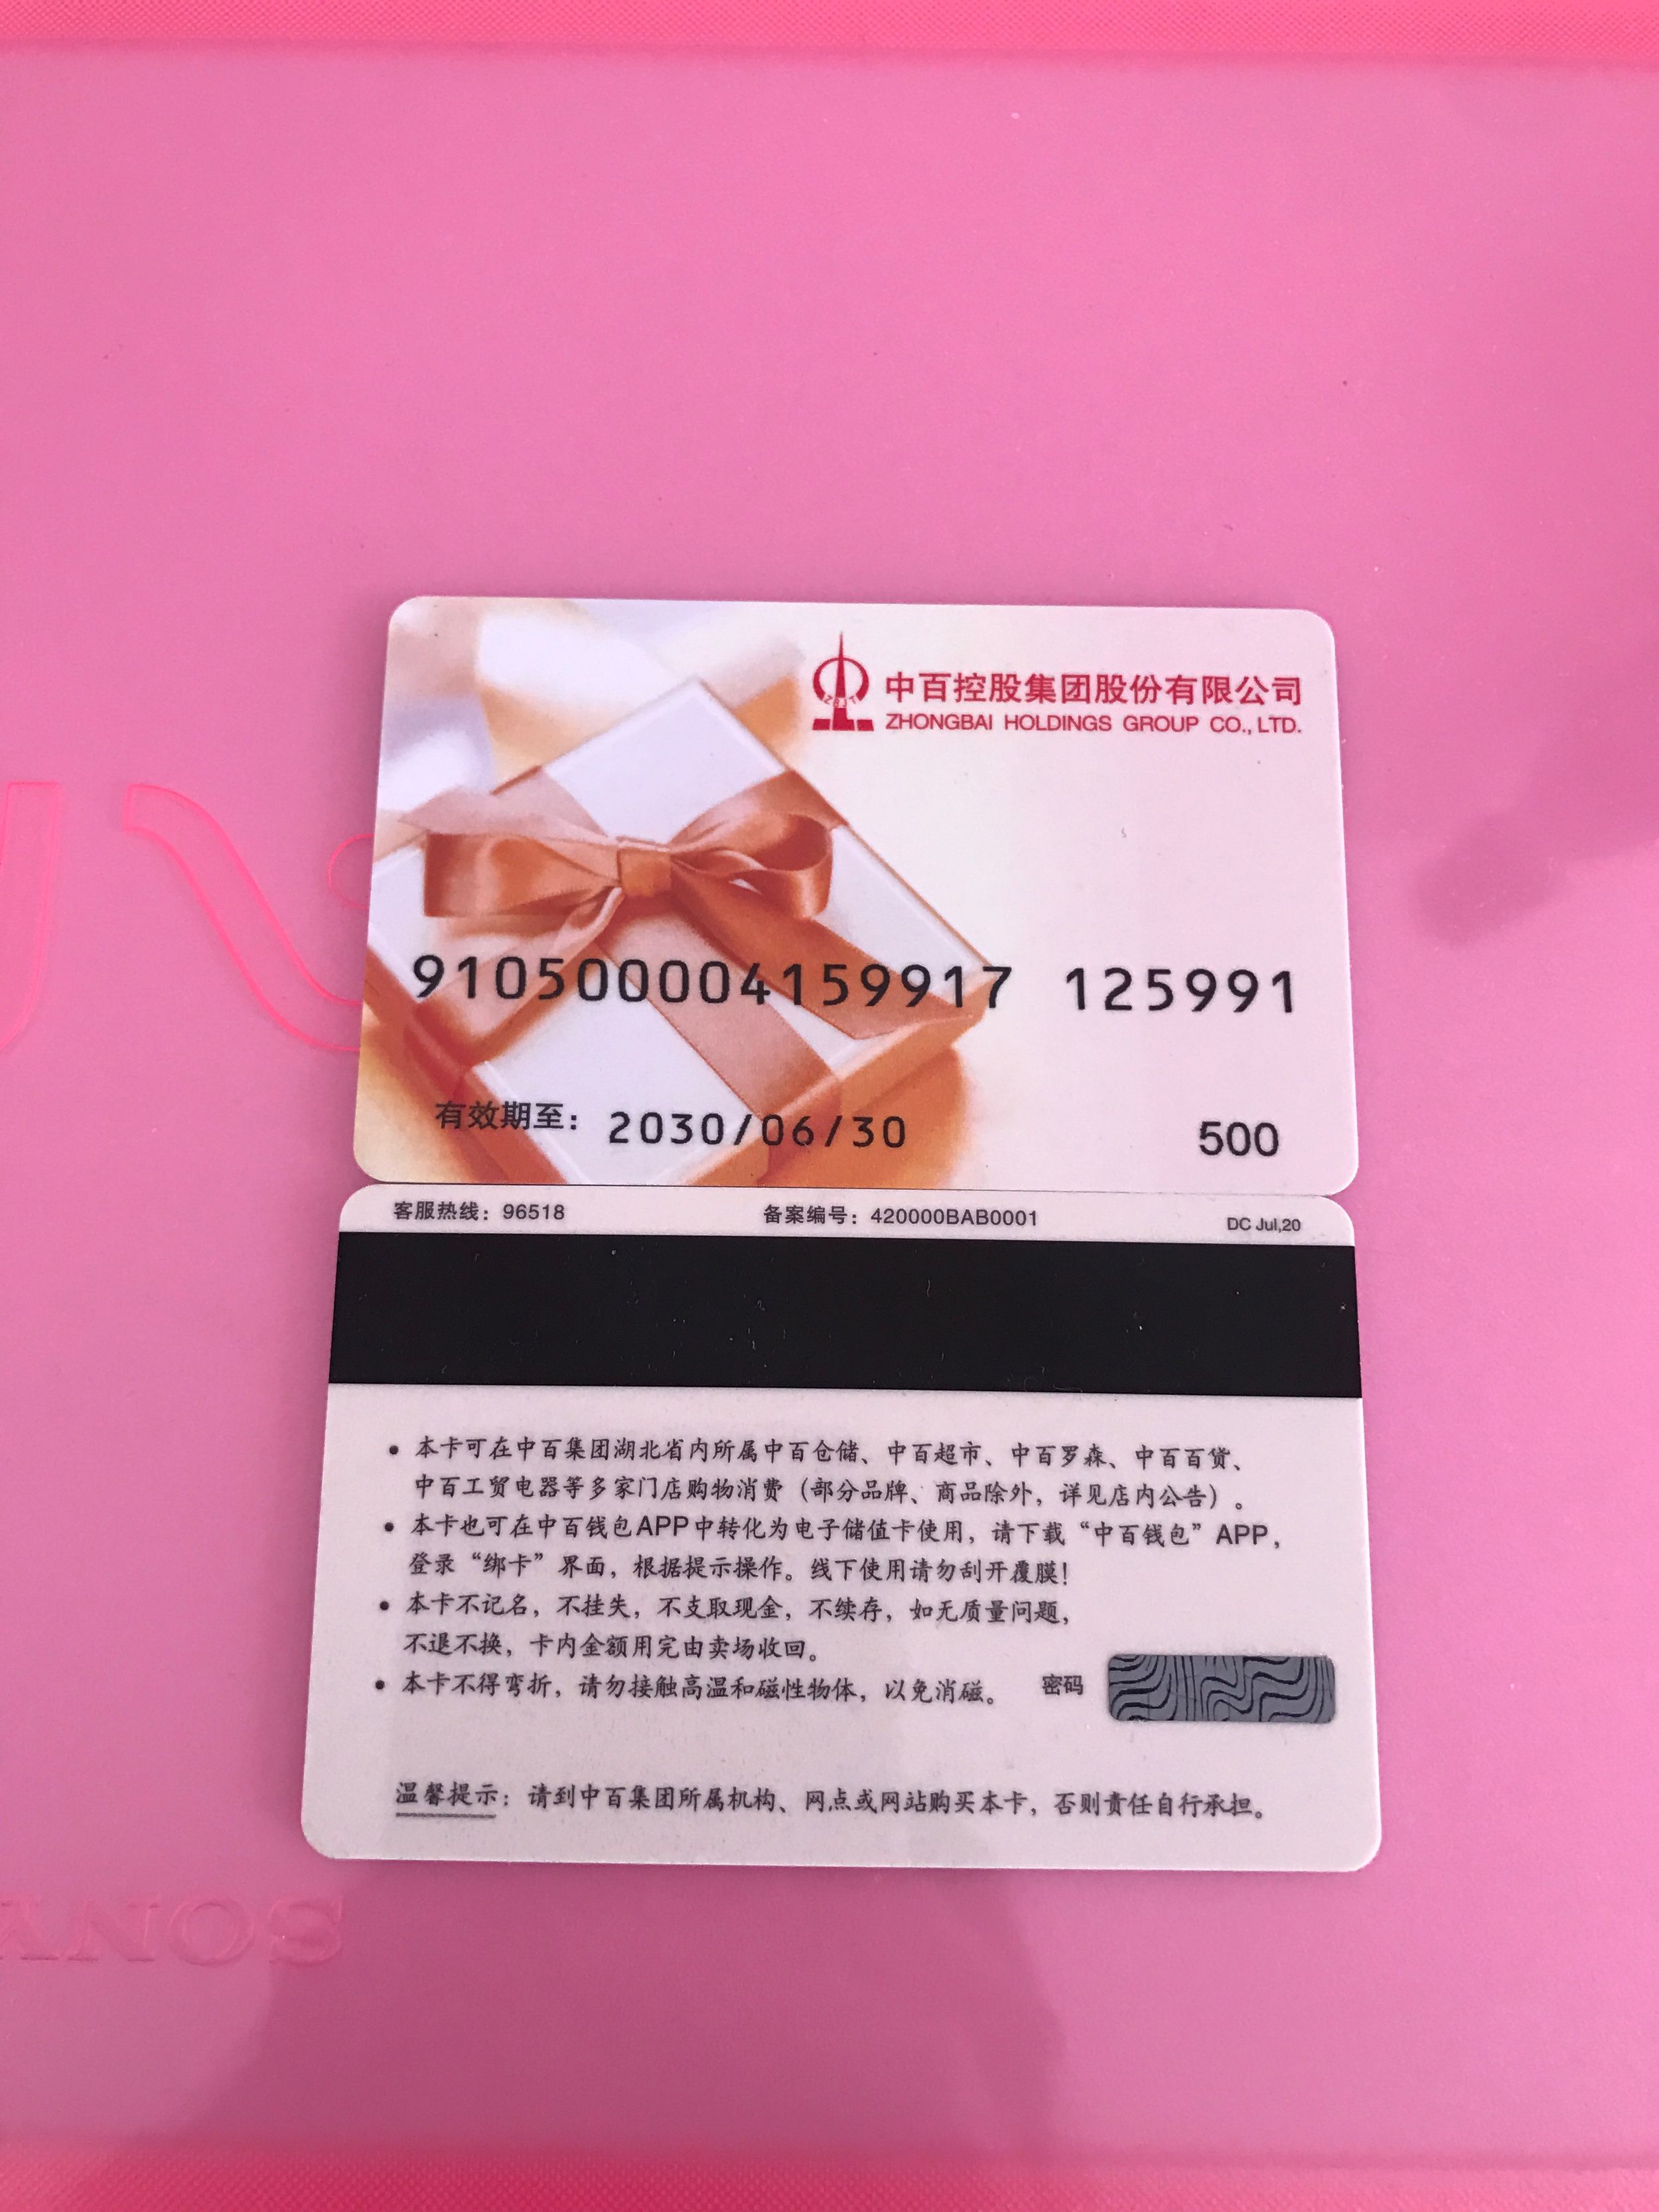 中百控股集团股份有限公司
ZHONGBAI HOLDINGS GROUP CO., LTD.
ZBJT
910500004159917 125991
有效期至: 2030/06/30
500
客服热线: 96518
备案编号: 420000BAB0001
DC Jul,20
• 本卡可在中百集团湖北省内所属中百仓储、中百超市、中百罗森、中百百货、
中百工贸电器等多家门店购物消费（部分品牌、商品除外，详见店内公告）。
• 本卡也可在中百钱包APP中转化为电子储值卡使用，请下载“中百钱包”APP，
登录“绑卡”界面，根据提示操作。线下使用请勿刮开覆膜！
• 本卡不记名，不挂失，不支取现金，不续存，如无质量问题，
不退不换，卡内金额用完由卖场收回。
• 本卡不得弯折，请勿接触高温和磁性物体，以免消磁。
密码
温馨提示：请到中百集团所属机构、网点或网站购买本卡，否则责任自行承担。
SONY